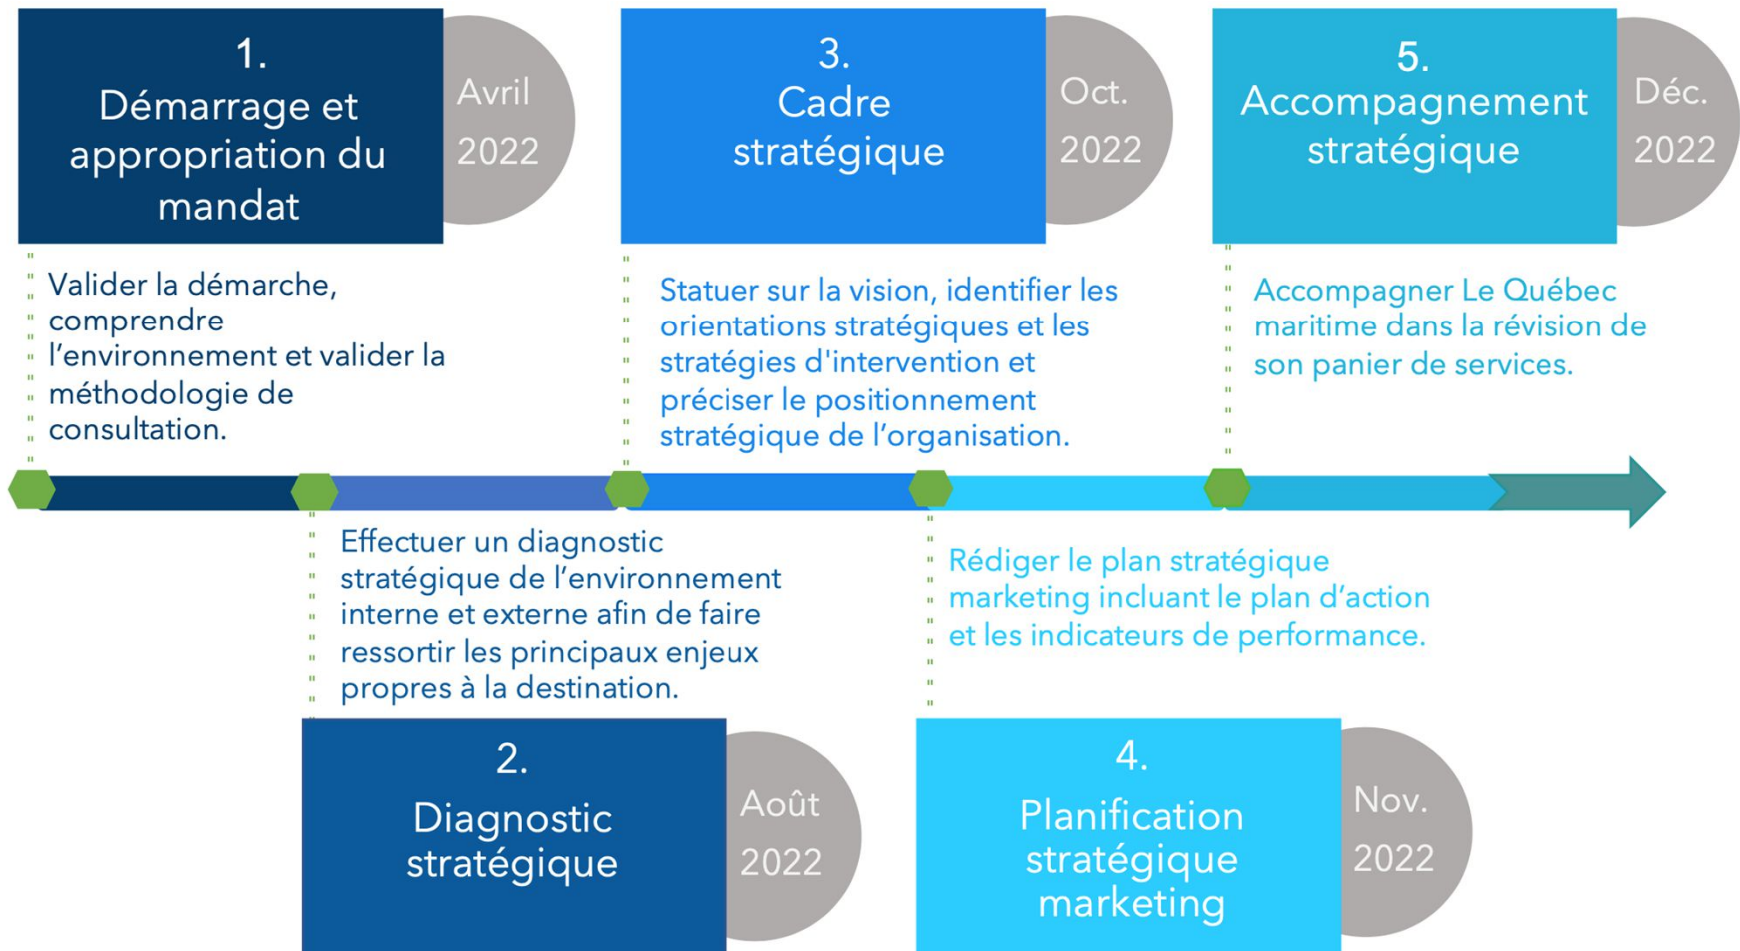 1.
Démarrage et
appropriation du
mandat
Avril
2022
Valider la démarche,
comprendre
l’environnement et valider la
méthodologie de
consultation.
2.
Diagnostic
stratégique
Août
2022
Effectuer un diagnostic
stratégique de l’environnement
interne et externe afin de faire
ressortir les principaux enjeux
propres à la destination.
3.
Cadre
stratégique
Oct.
2022
Statuer sur la vision, identifier les
orientations stratégiques et les
stratégies d'intervention et
préciser le positionnement
stratégique de l’organisation.
4.
Planification
stratégique
marketing
Nov.
2022
Rédiger le plan stratégique
marketing incluant le plan d’action
et les indicateurs de performance.
5.
Accompagnement
stratégique
Déc.
2022
Accompagner Le Québec
maritime dans la révision de
son panier de services.